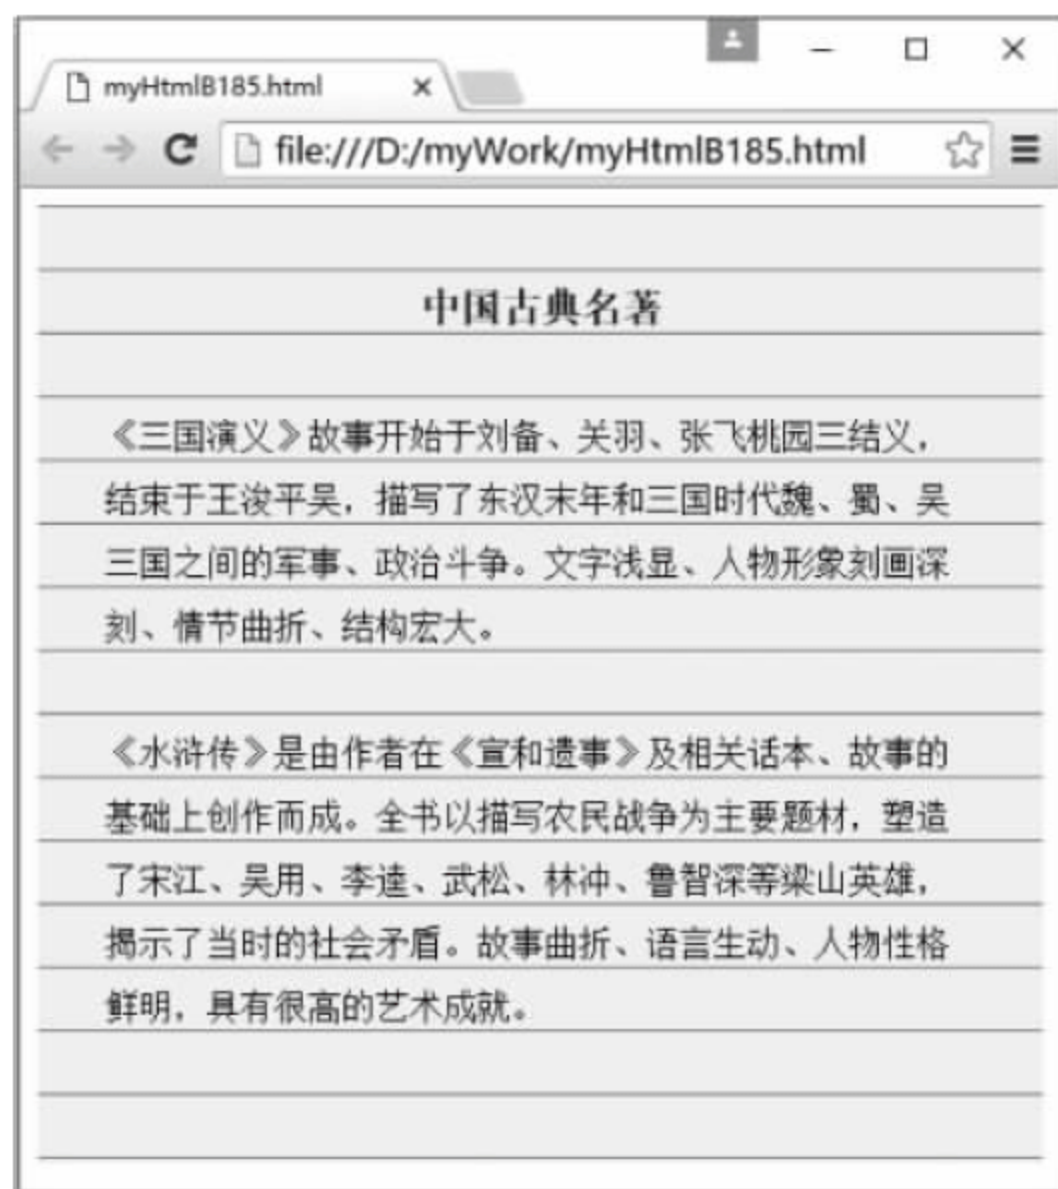 myHtmlB185.html
file:///D:/myWork/myHtmlB185.html
中国古典名著
《三国演义》故事开始于刘备、关羽、张飞桃园三结义，
结束于王浚平吴，描写了东汉末年和三国时代魏、蜀、吴
三国之间的军事、政治斗争。文字浅显、人物形象刻画深
刻、情节曲折、结构宏大。
《水浒传》是由作者在《宣和遗事》及相关话本、故事的
基础上创作而成。全书以描写农民战争为主要题材，塑造
了宋江、吴用、李逵、武松、林冲、鲁智深等梁山英雄，
揭示了当时的社会矛盾。故事曲折、语言生动、人物性格
鲜明，具有很高的艺术成就。